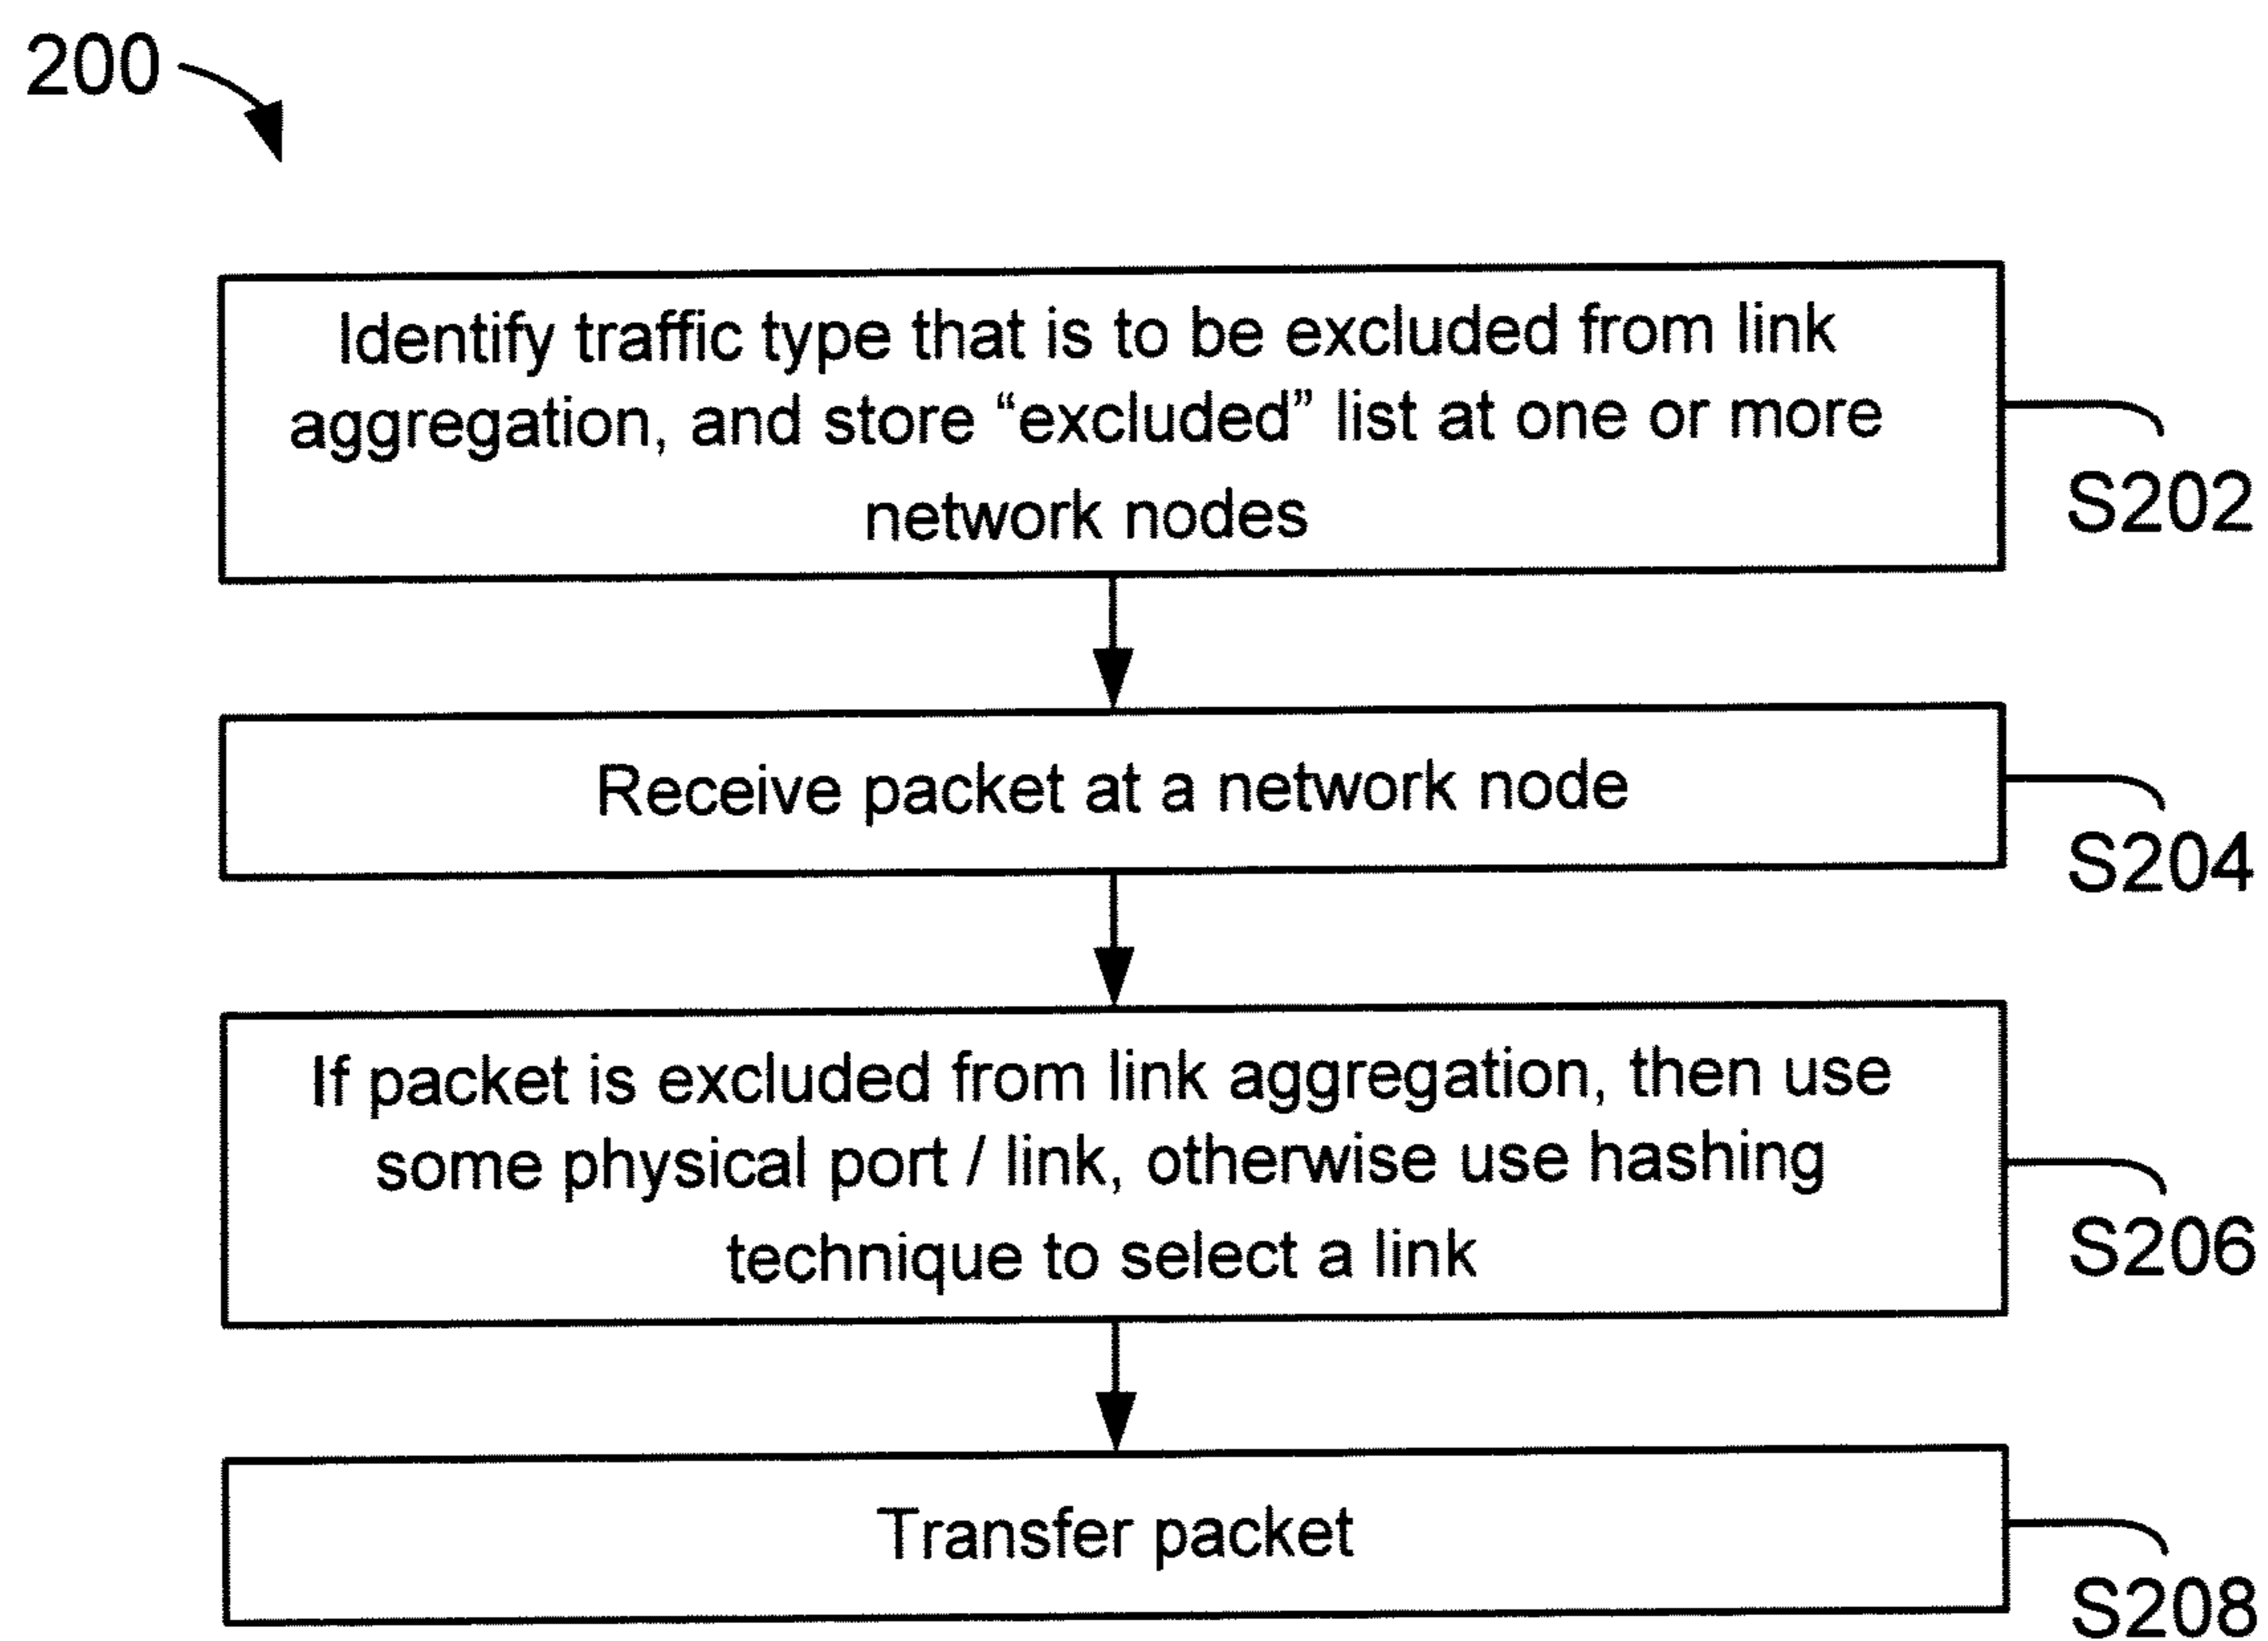 200
Identify traffic type that is to be excluded from link
aggregation, and store “excluded” list at one or more
network nodes
S202
Receive packet at a network node
S204
If packet is excluded from link aggregation, then use
some physical port / link, otherwise use hashing
technique to select a link
S206
Transfer packet
S208